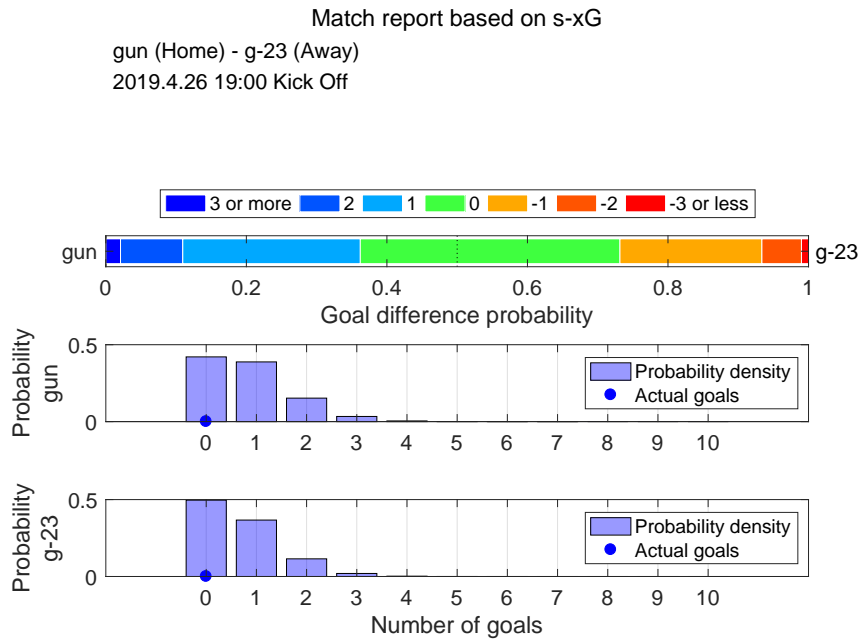 Match report based on s-xG
gun (Home) - g-23 (Away)
2019.4.26 19:00 Kick Off
3 or more 2 1 0 -1 -2 -3 or less
gun g-23
0 0.2 0.4 0.6 0.8 1
Goal difference probability
Probability
gun
0.5
0
Probability density
Actual goals
0 1 2 3 4 5 6 7 8 9 10
Probability
g-23
0.5
0
Probability density
Actual goals
0 1 2 3 4 5 6 7 8 9 10
Number of goals